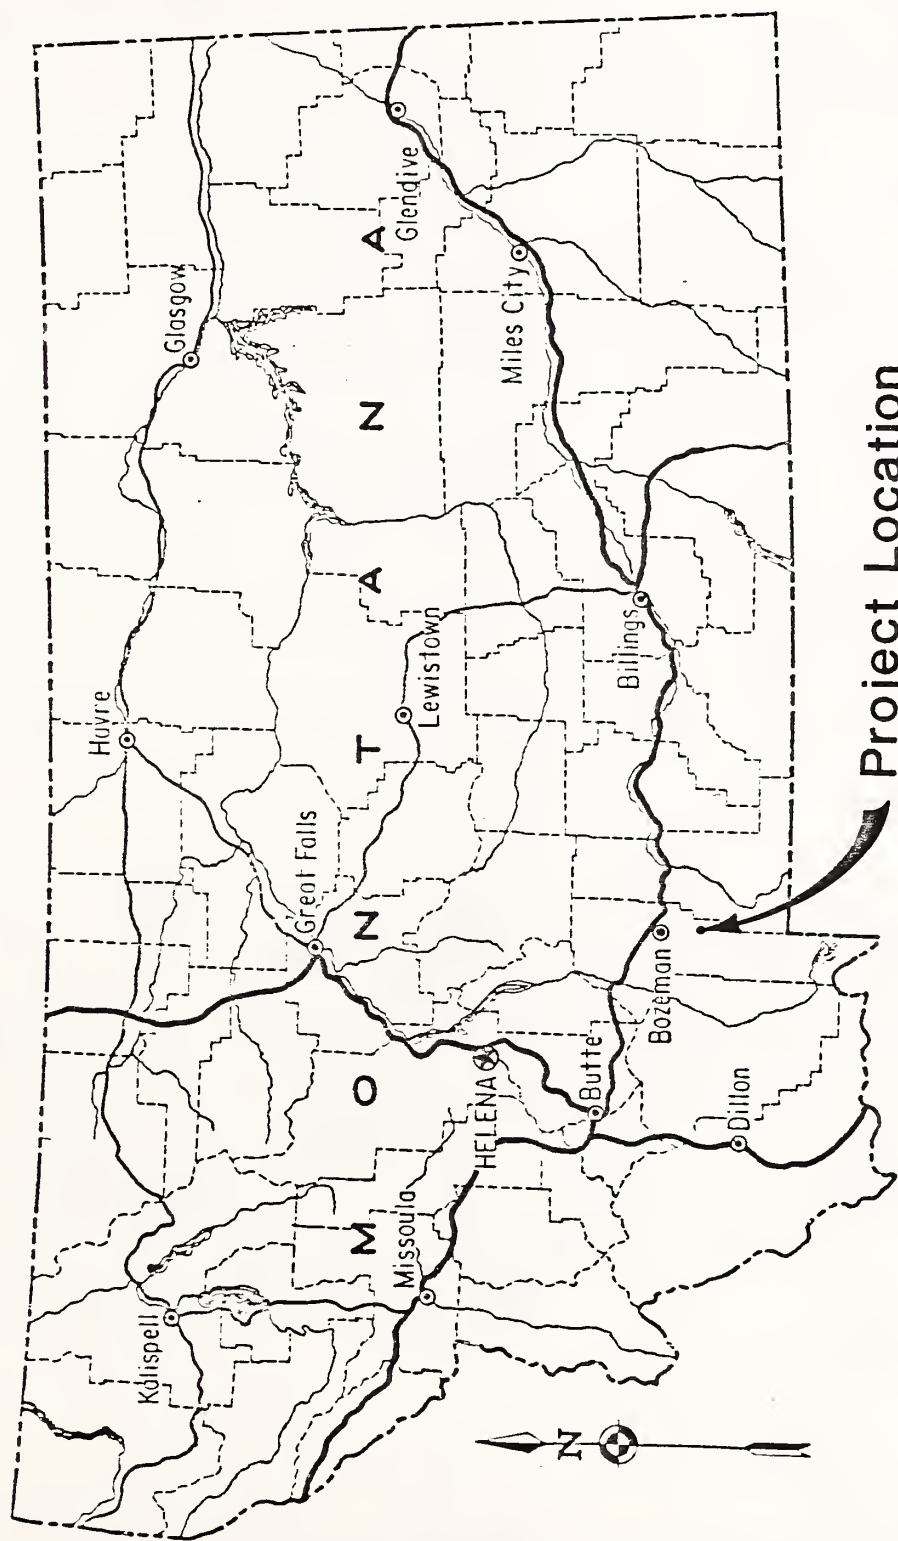 Havre
Glasgow
Kalispell
Great Falls
Glendive
M O N T A N A
Lewistown
Missoula
Miles City
HELENA
N
Butte
Billings
Bozeman
Dillon
Project Location